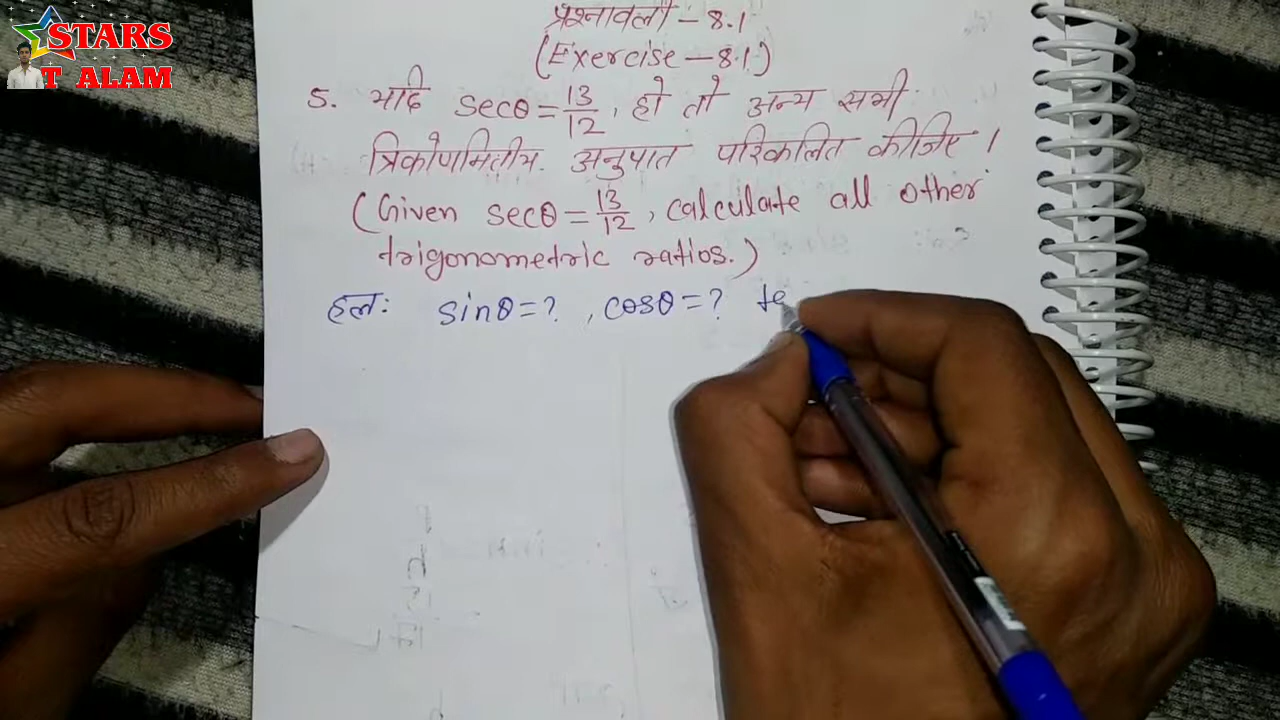 STARS
T ALAM
प्रश्नावली - 8.1
(Exercise - 8.1)
5. यदि secθ = 13/12, हो तो अन्य सभी
त्रिकोणमितीय. अनुपात परिकलित कीजिए।
(Given secθ = 13/12, calculate all other
trigonometric ratios.)
हल: sinθ = ?, cosθ = ? te